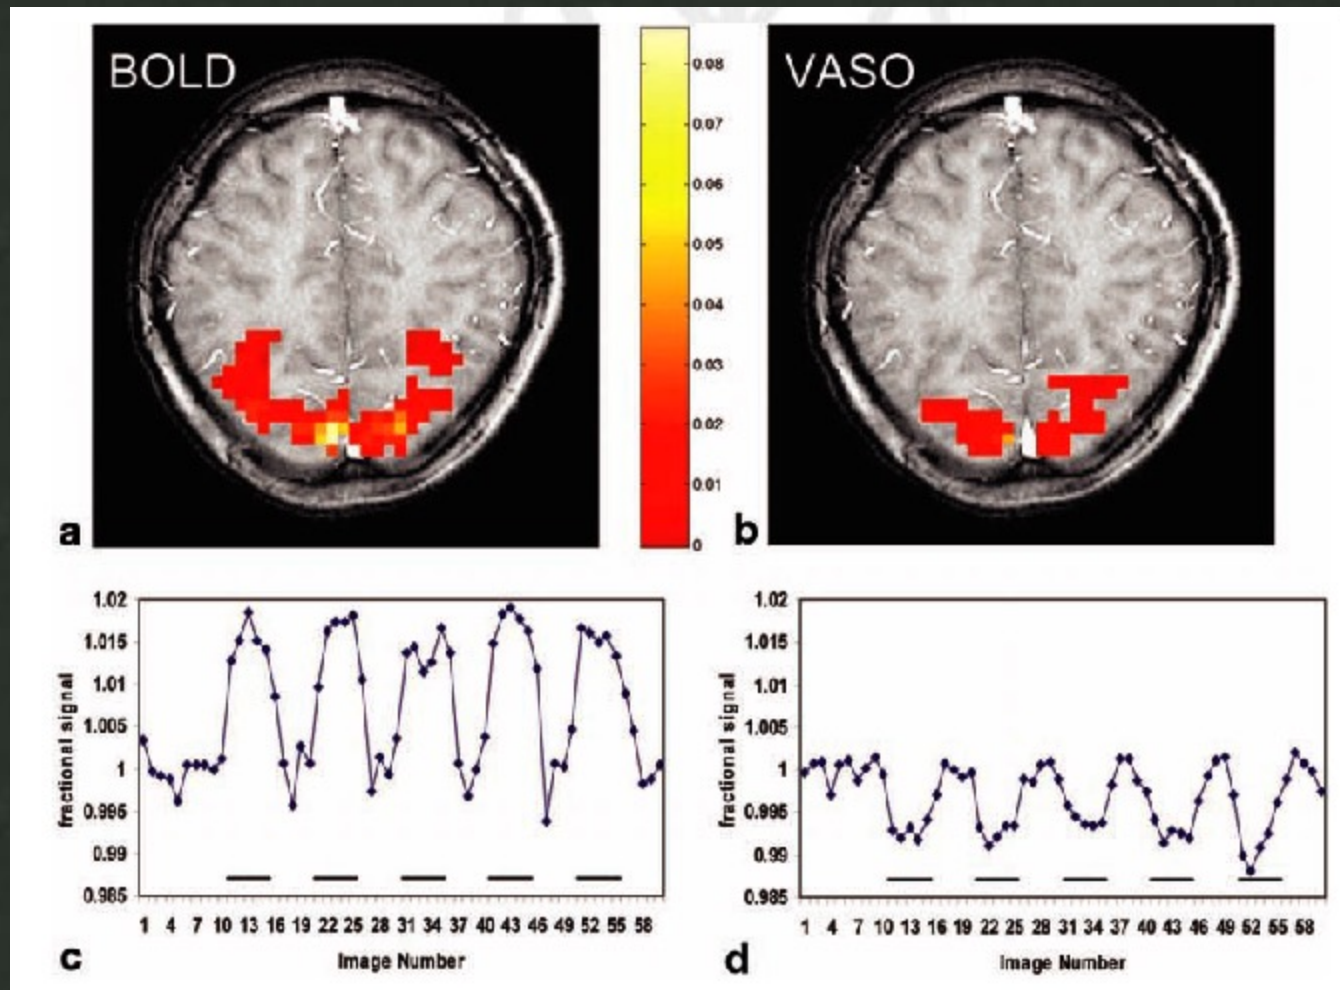 BOLD
VASO
0.08
0.07
0.06
0.05
0.04
0.03
0.02
0.01
0
a
b
1.02
1.015
1.01
1.005
1
0.995
0.99
0.985
fractional signal
1 4 7 10 13 16 19 22 25 28 31 34 37 40 43 46 49 52 55 58
Image Number
c
1.02
1.015
1.01
1.005
1
0.995
0.99
0.985
fractional signal
1 4 7 10 13 16 19 22 25 28 31 34 37 40 43 46 49 52 55 58
Image Number
d